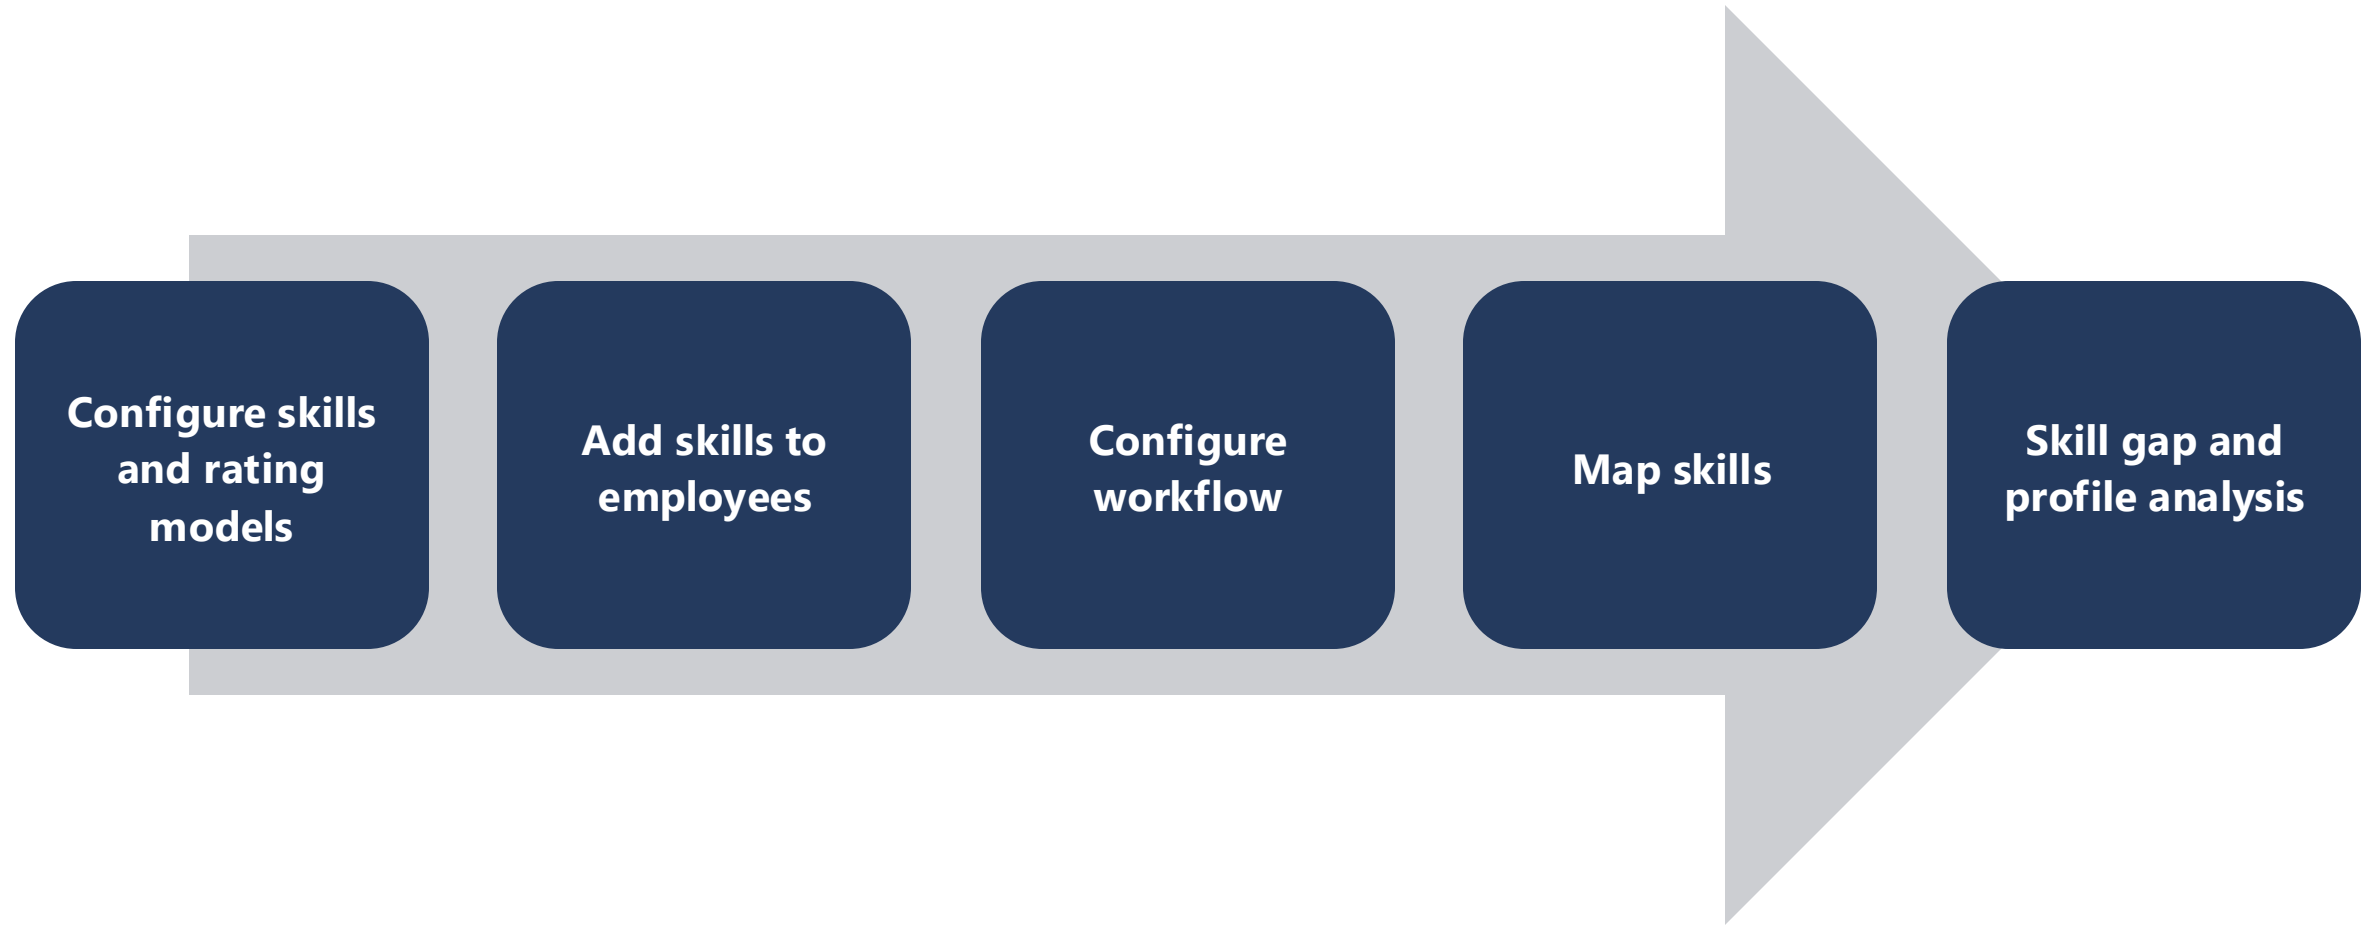 Configure skills
and rating
models
Add skills to
employees
Configure
workflow
Map skills
Skill gap and
profile analysis